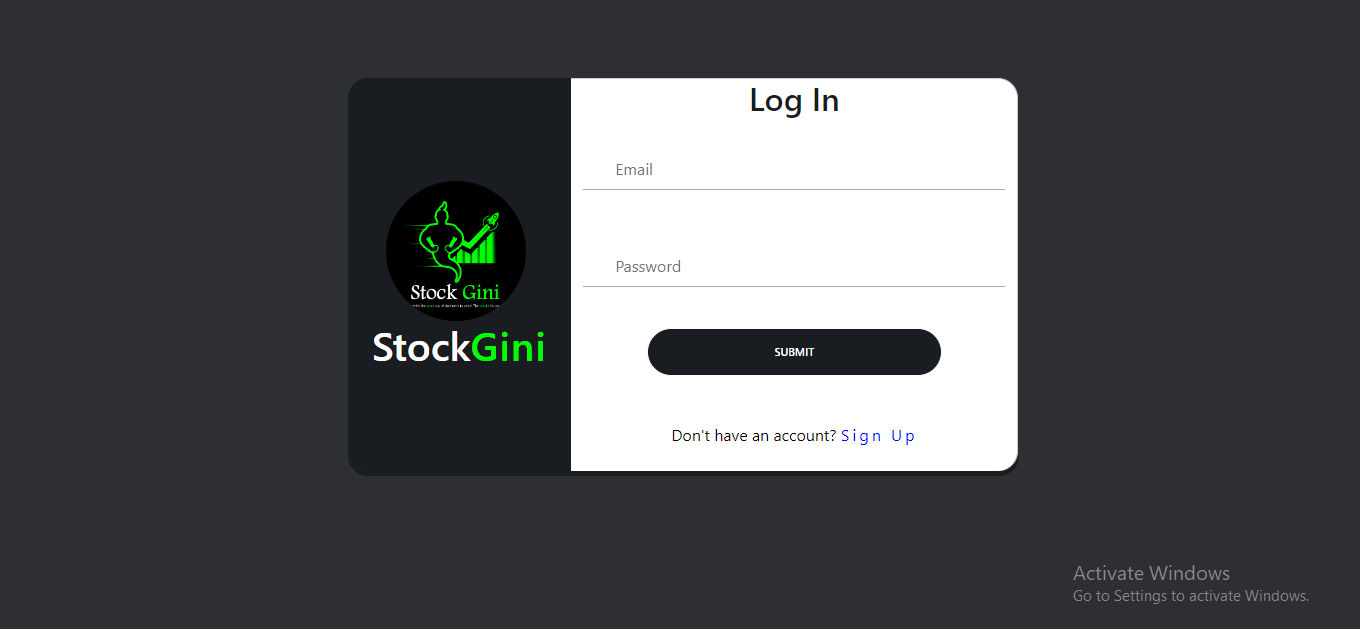 Log In
Email
Password
Stock Gini
StockGini
SUBMIT
Don't have an account? Sign Up
Activate Windows
Go to Settings to activate Windows.